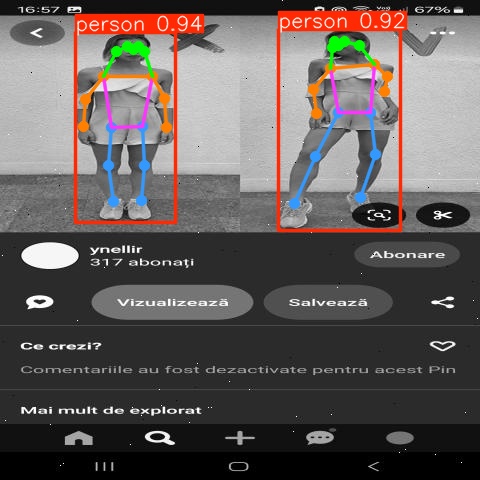 16:57
67%
person 0.94
person 0.92
ynellir
317 abonați
Abonare
Vizualizează
Salvează
Ce crezi?
Comentariile au fost dezactivate pentru acest Pin
Mai mult de explorat